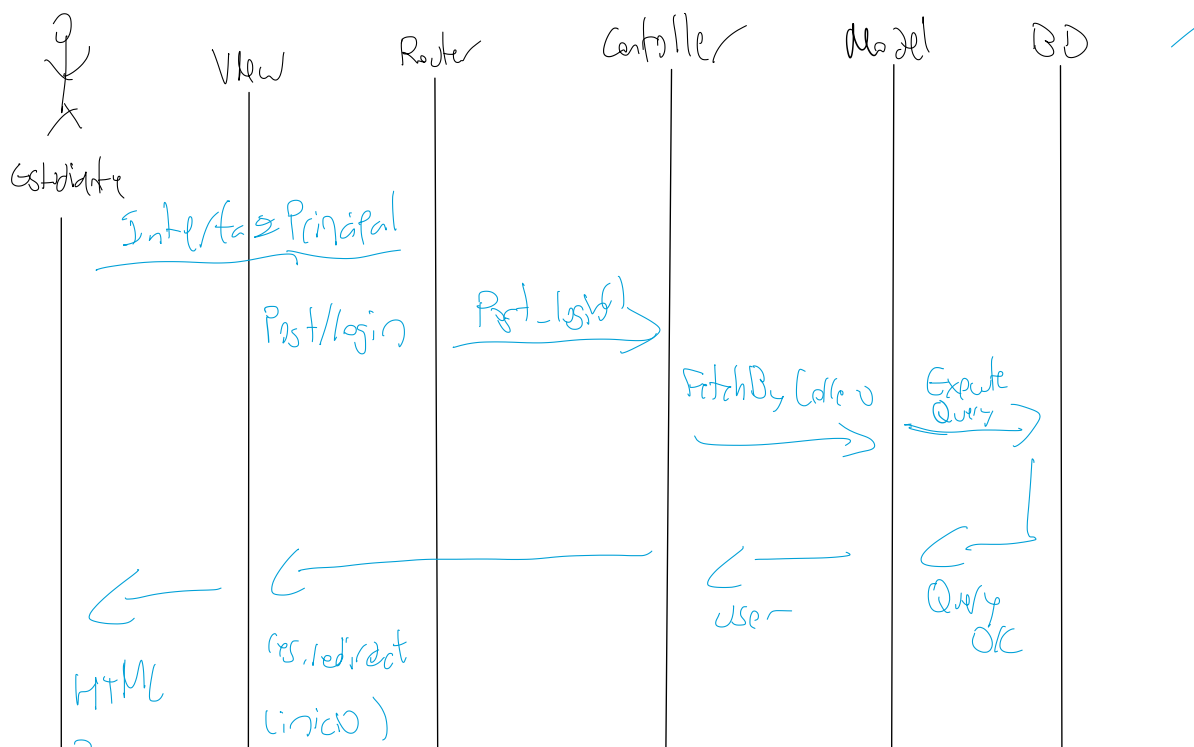 View
Router
Contoller
Model
BD
Estudiante
Interfaz Principal
Post/login
Post_login()
FetchByCorreo
Execute
Query
user
Query
OK
res.redirect
(inicio)
HTML